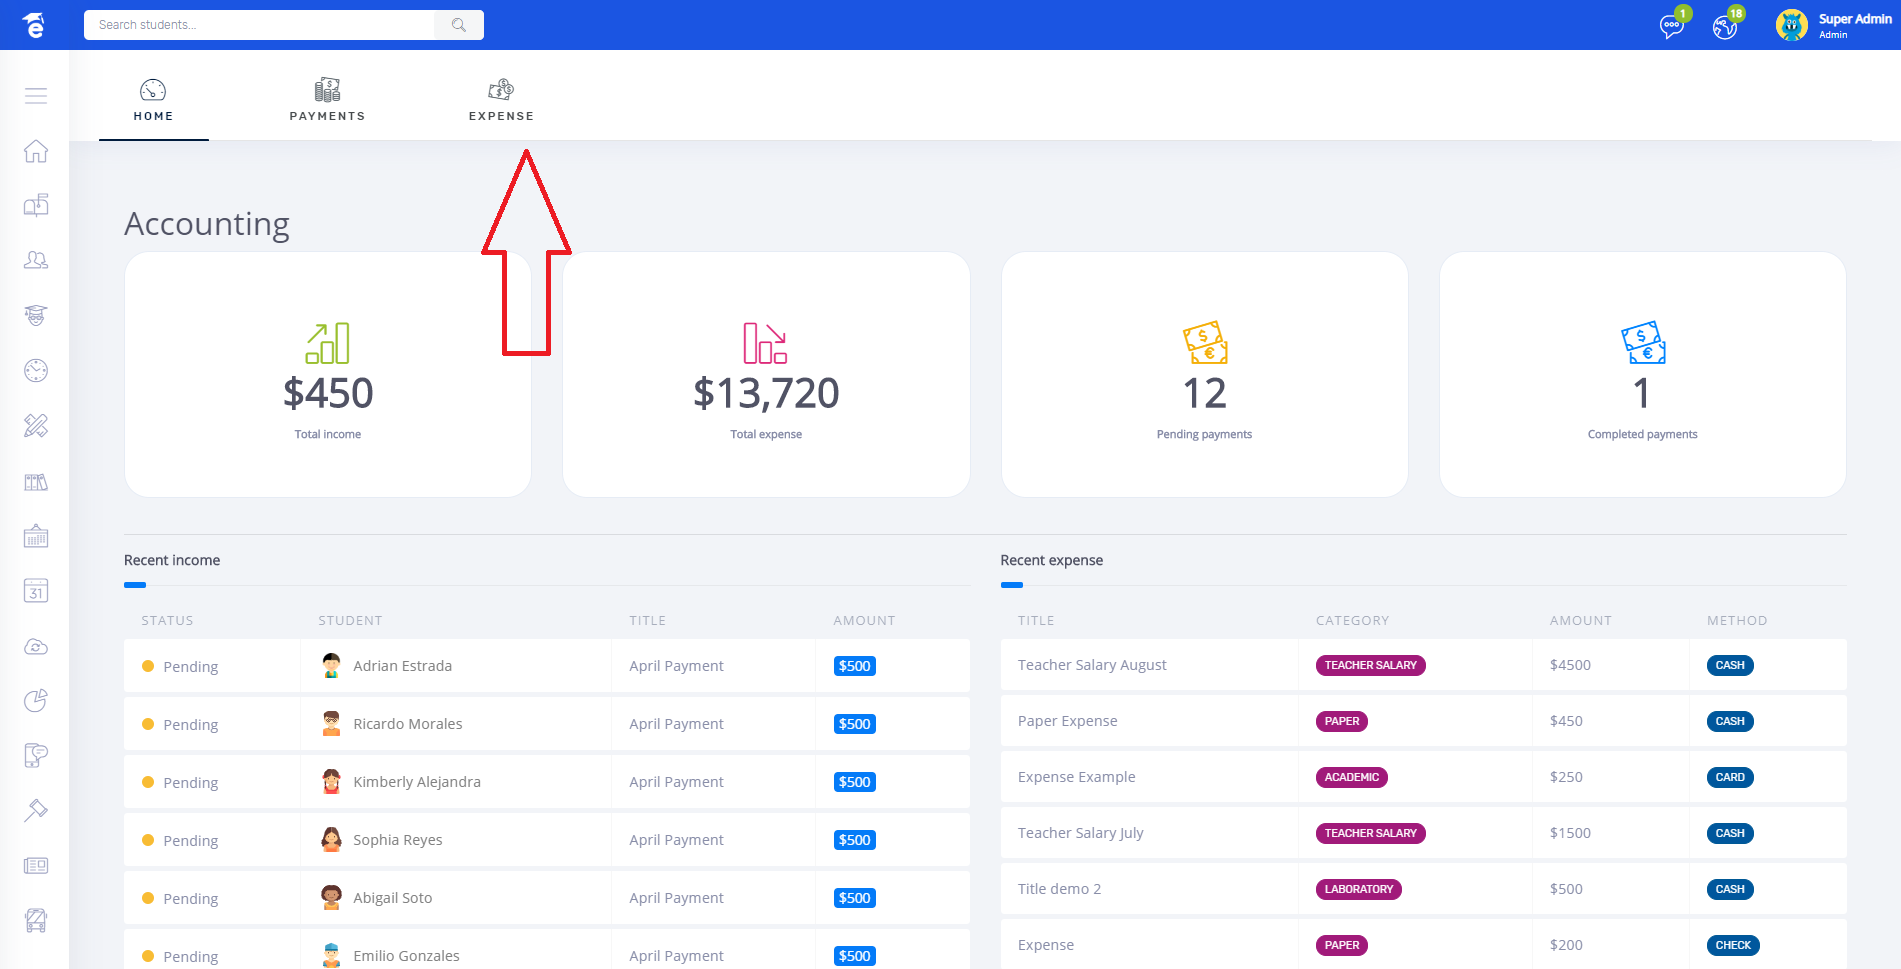 Search students...
1
18
Super Admin
Admin
HOME
PAYMENTS
EXPENSE
Accounting
$450
Total income
$13,720
Total expense
12
Pending payments
1
Completed payments
Recent income
STATUS STUDENT TITLE AMOUNT
Pending Adrian Estrada April Payment $500
Pending Ricardo Morales April Payment $500
Pending Kimberly Alejandra April Payment $500
Pending Sophia Reyes April Payment $500
Pending Abigail Soto April Payment $500
Pending Emilio Gonzales April Payment $500
Recent expense
TITLE CATEGORY AMOUNT METHOD
Teacher Salary August TEACHER SALARY $4500 CASH
Paper Expense PAPER $450 CASH
Expense Example ACADEMIC $250 CARD
Teacher Salary July TEACHER SALARY $1500 CASH
Title demo 2 LABORATORY $500 CASH
Expense PAPER $200 CHECK
31